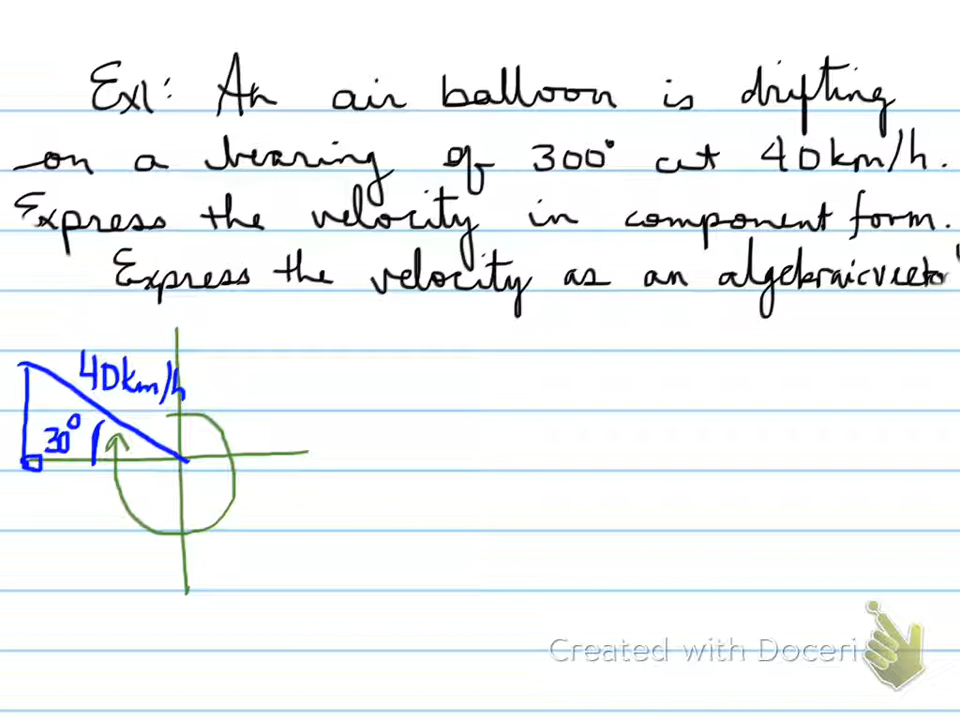 Ex1: An air balloon is drifting
on a bearing of 300° at 40km/h.
Express the velocity in component form.
Express the velocity as an algebraic vector
40km/h
30°
Created with Doceri